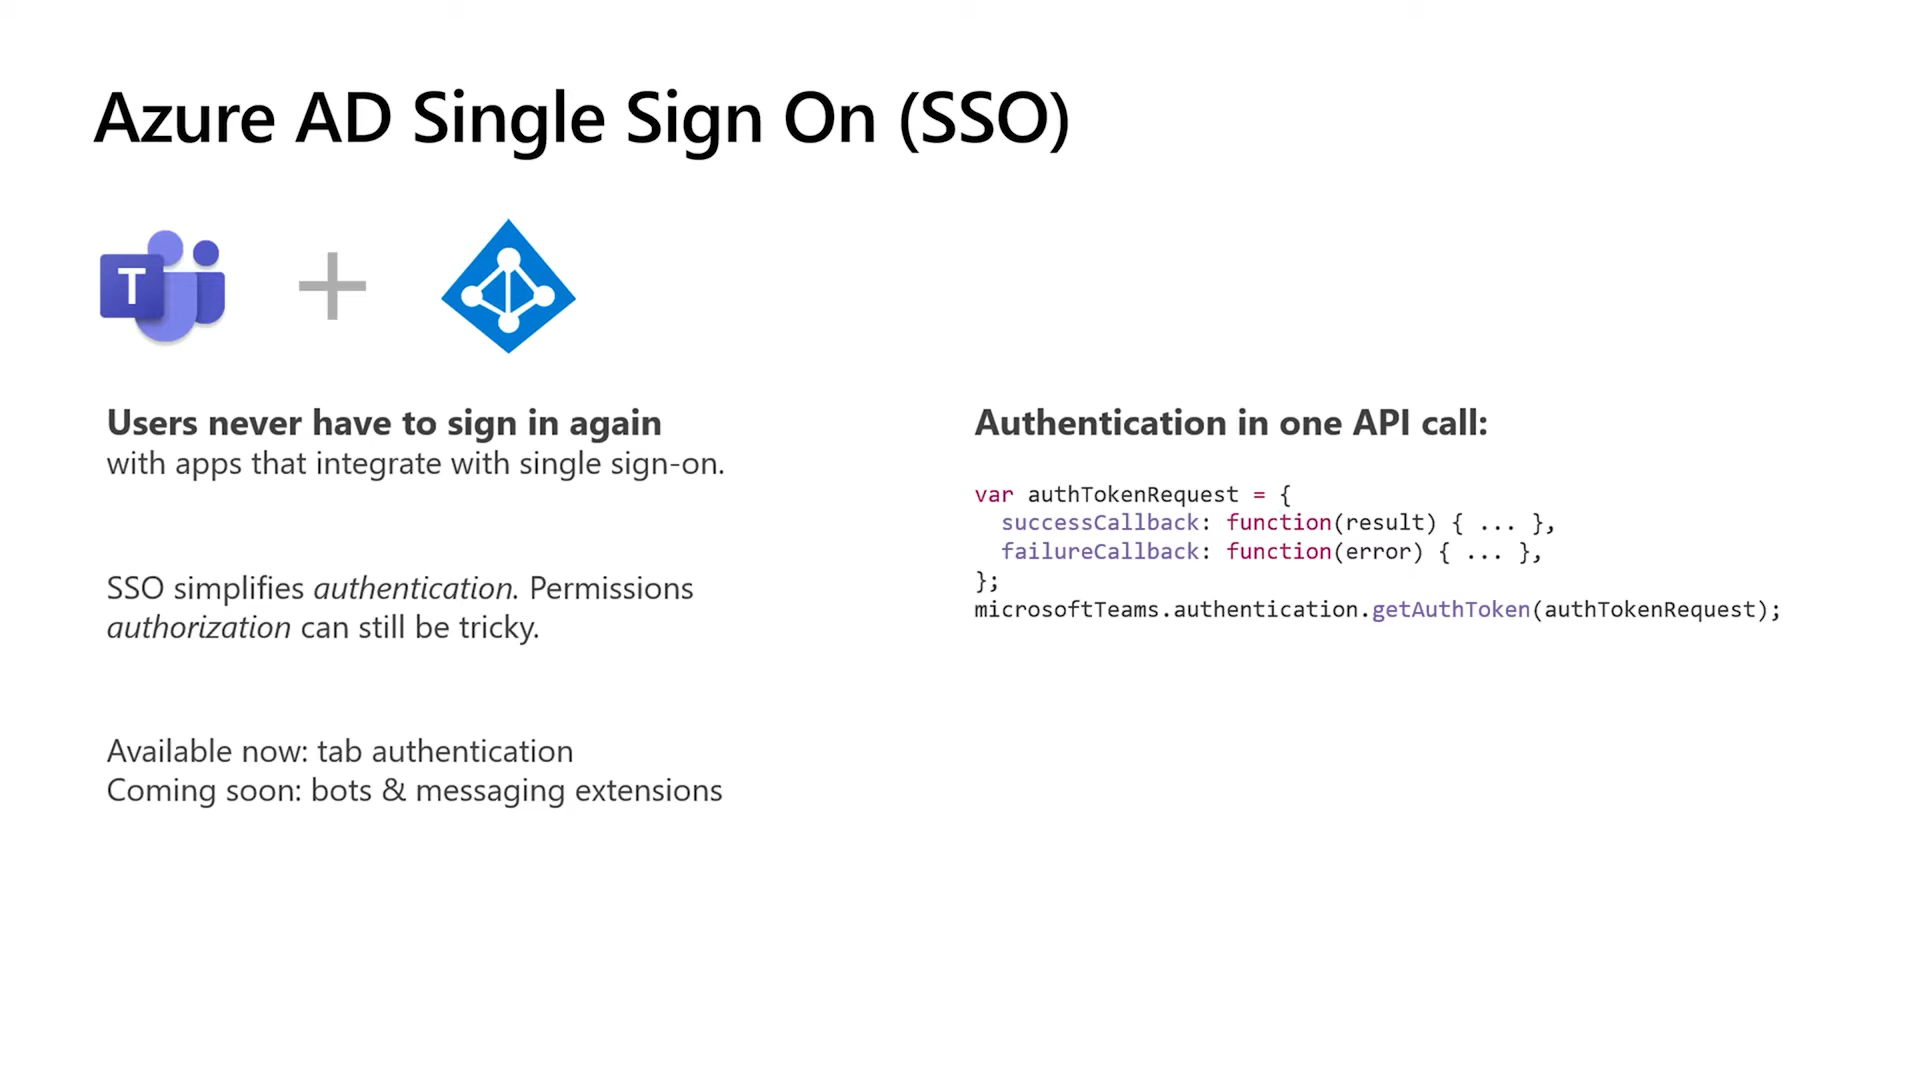 Azure AD Single Sign On (SSO)
T
Users never have to sign in again
with apps that integrate with single sign-on.
SSO simplifies authentication. Permissions
authorization can still be tricky.
Available now: tab authentication
Coming soon: bots & messaging extensions
Authentication in one API call:
var authTokenRequest = {
  successCallback: function(result) { ... },
  failureCallback: function(error) { ... },
};
microsoftTeams.authentication.getAuthToken(authTokenRequest);